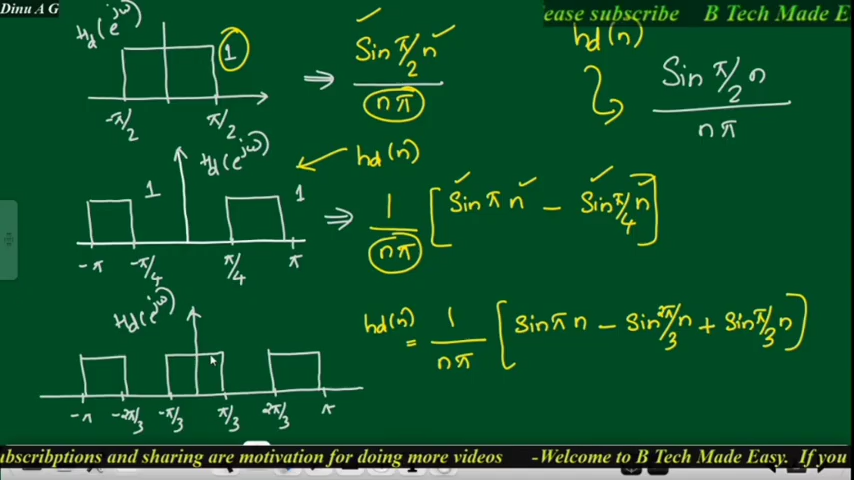 Dinu A G
ease subscribe B Tech Made E
Hd(e^jω)
1
-π/2 π/2
⇒ Sin π/2 n / nπ
hd(n)
Sin π/2 n / nπ
Hd(e^jω)
hd(n)
1 1
-π -π/4 π/4 π
⇒ 1/nπ [Sin π n - Sin π/4 n]
Hd(e^jω)
-π -2π/3 -π/3 π/3 2π/3 π
hd(n) = 1/nπ [Sin π n - Sin 2π/3 n + Sin π/3 n]
ubscribptions and sharing are motivation for doing more videos -Welcome to B Tech Made Easy. If you